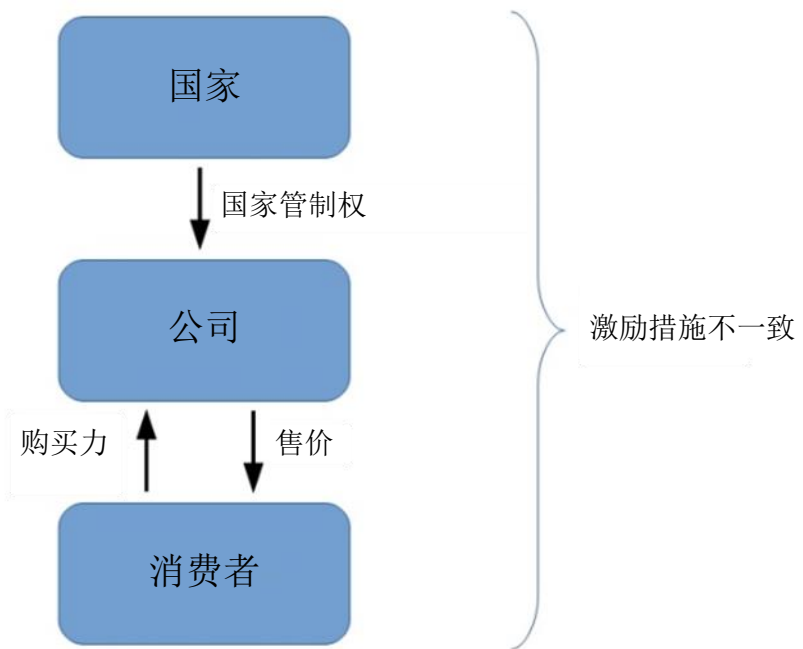 国家
国家管制权
公司
激励措施不一致
购买力
售价
消费者